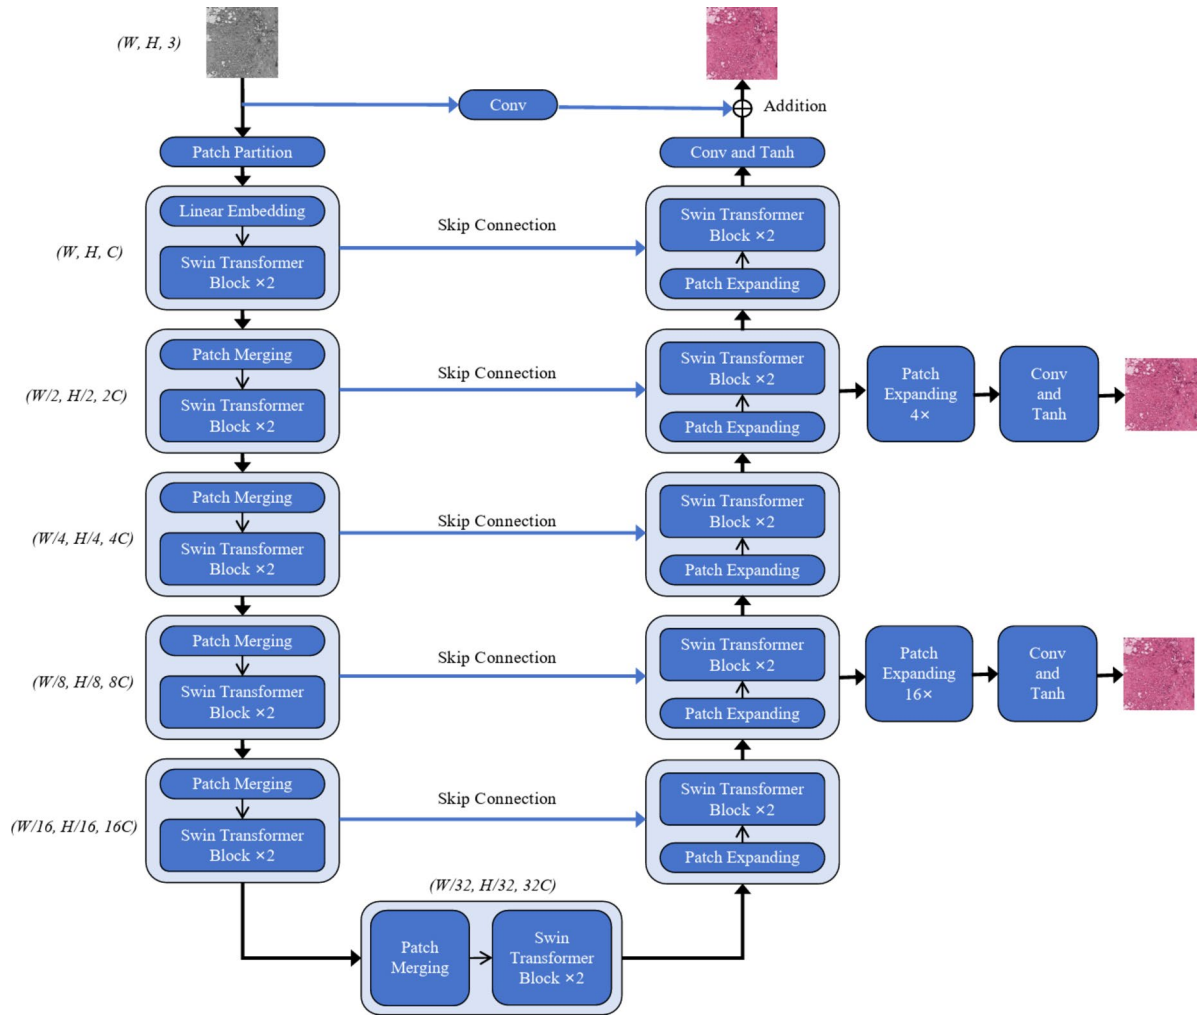 (W, H, 3)
Conv
Addition
Patch Partition
Conv and Tanh
Linear Embedding
Swin Transformer
Block ×2
(W, H, C)
Skip Connection
Swin Transformer
Block ×2
Patch Expanding
Patch Merging
Swin Transformer
Block ×2
(W/2, H/2, 2C)
Skip Connection
Swin Transformer
Block ×2
Patch Expanding
Patch
Expanding
4×
Conv
and
Tanh
Patch Merging
Swin Transformer
Block ×2
(W/4, H/4, 4C)
Skip Connection
Swin Transformer
Block ×2
Patch Expanding
Patch Merging
Swin Transformer
Block ×2
(W/8, H/8, 8C)
Skip Connection
Swin Transformer
Block ×2
Patch Expanding
Patch
Expanding
16×
Conv
and
Tanh
Patch Merging
Swin Transformer
Block ×2
(W/16, H/16, 16C)
Skip Connection
Swin Transformer
Block ×2
Patch Expanding
(W/32, H/32, 32C)
Patch
Merging
Swin
Transformer
Block ×2